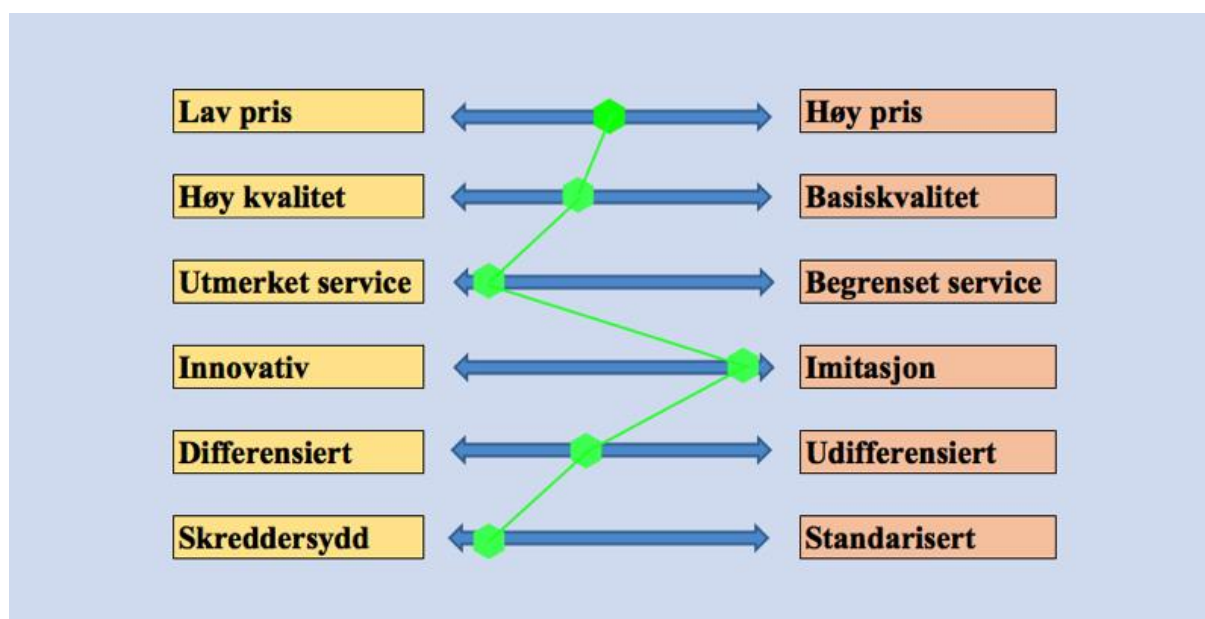 Lav pris
Høy pris
Høy kvalitet
Basiskvalitet
Utmerket service
Begrenset service
Innovativ
Imitasjon
Differensiert
Udifferensiert
Skreddersydd
Standarisert